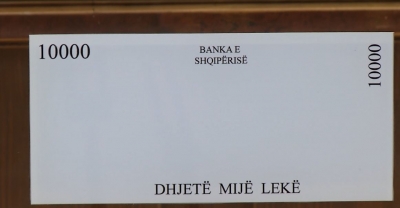 10000
BANKA E
SHQIPËRISË
10000
DHJETË MIJË LEKË